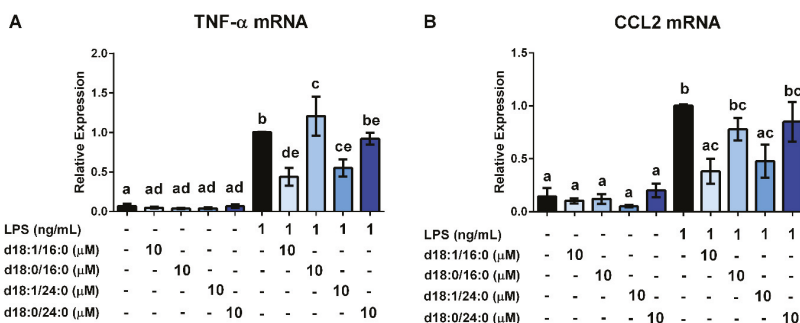 A TNF-α mRNA
Relative Expression
2.0
1.5
1.0
0.5
0.0
a ad ad ad ad b de c ce be
LPS (ng/mL) - - - - - 1 1 1 1 1
d18:1/16:0 (μM) - 10 - - - - 10 - - -
d18:0/16:0 (μM) - - 10 - - - - 10 - -
d18:1/24:0 (μM) - - - 10 - - - - 10 -
d18:0/24:0 (μM) - - - - 10 - - - - 10
B CCL2 mRNA
Relative Expression
1.5
1.0
0.5
0.0
a a a a a b ac bc ac bc
LPS (ng/mL) - - - - - 1 1 1 1 1
d18:1/16:0 (μM) - 10 - - - - 10 - - -
d18:0/16:0 (μM) - - 10 - - - - 10 - -
d18:1/24:0 (μM) - - - 10 - - - - 10 -
d18:0/24:0 (μM) - - - - 10 - - - - 10